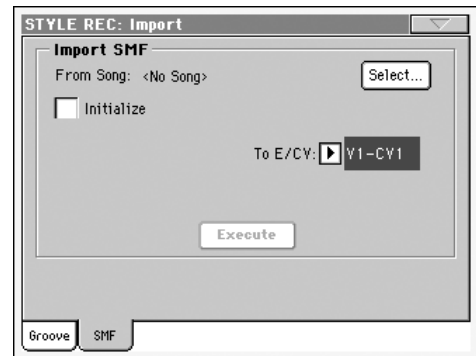 STYLE REC: Import
Import SMF
From Song: <No Song> Select...
Initialize
To E/CV: V1-CV1
Execute
Groove SMF